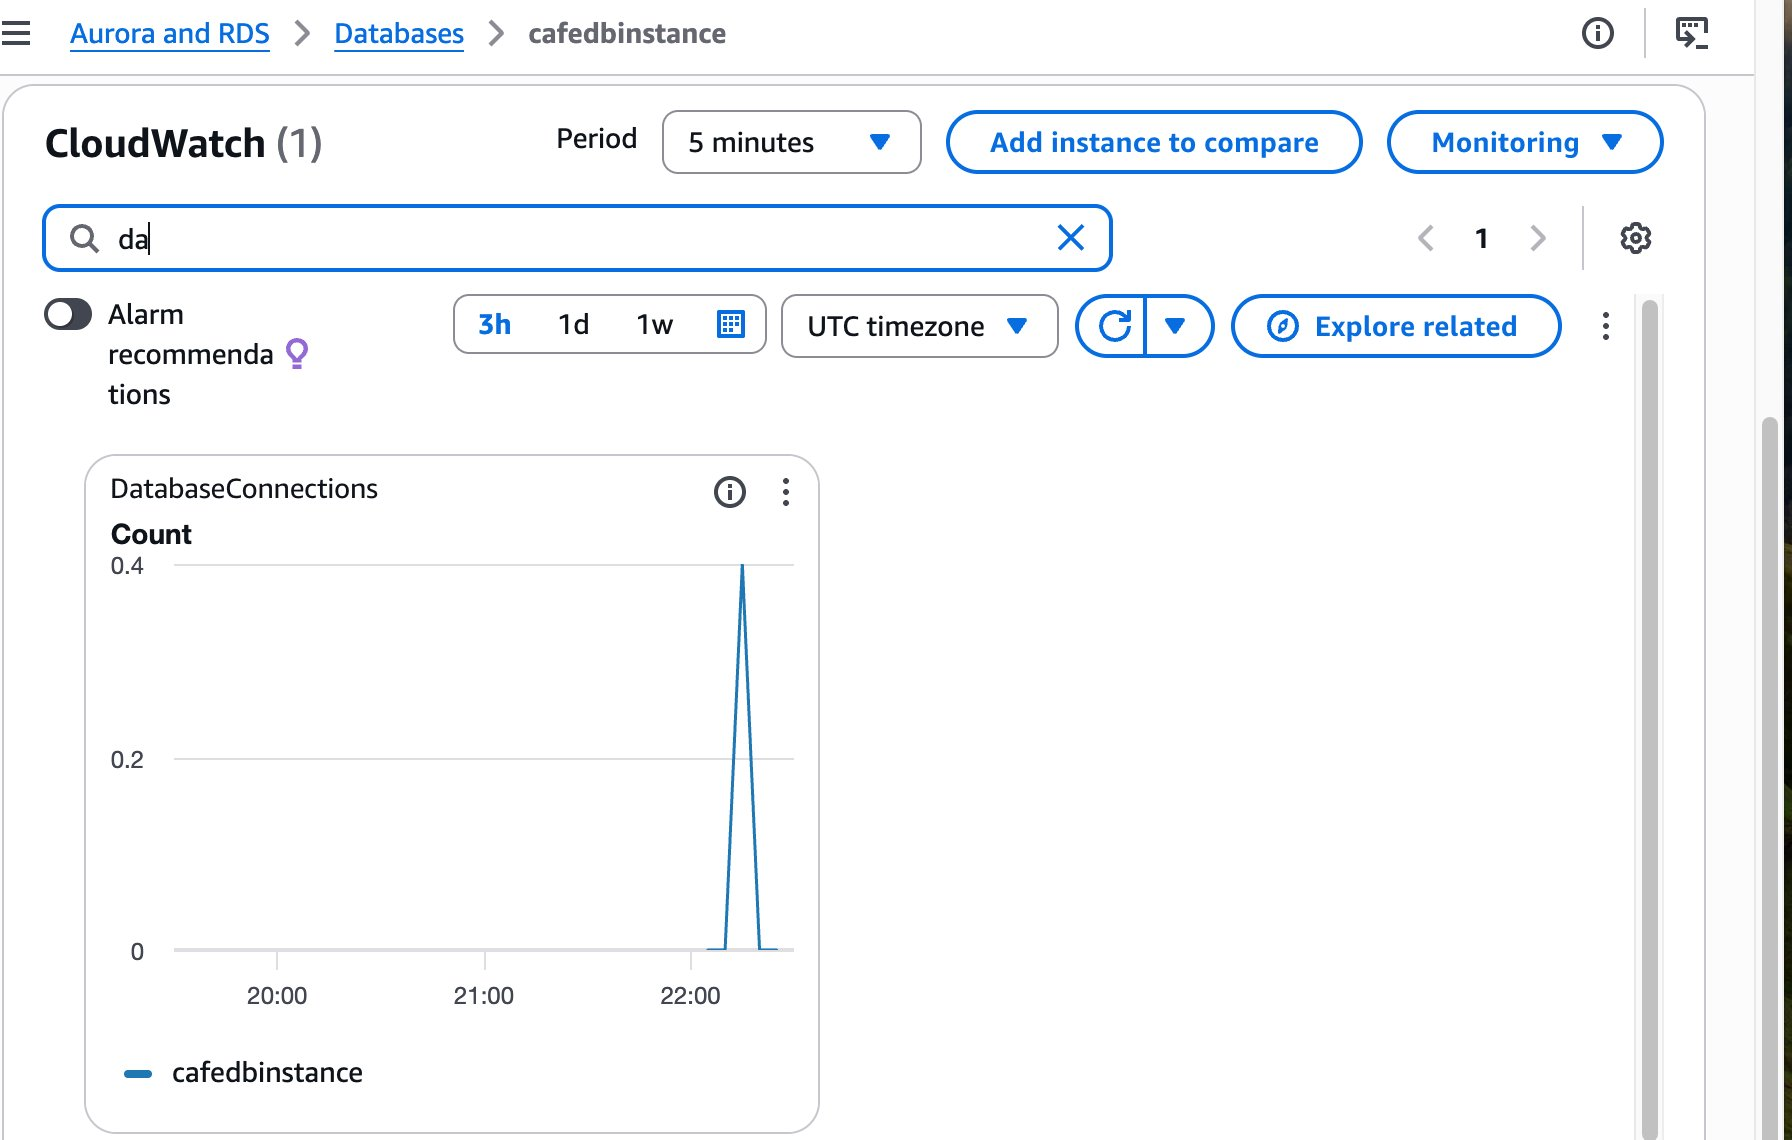 Aurora and RDS > Databases > cafedbinstance
CloudWatch (1)
Period
5 minutes
Add instance to compare
Monitoring
da
1
Alarm
recommenda
tions
3h 1d 1w
UTC timezone
Explore related
DatabaseConnections
Count
0.4
0.2
0
20:00 21:00 22:00
cafedbinstance